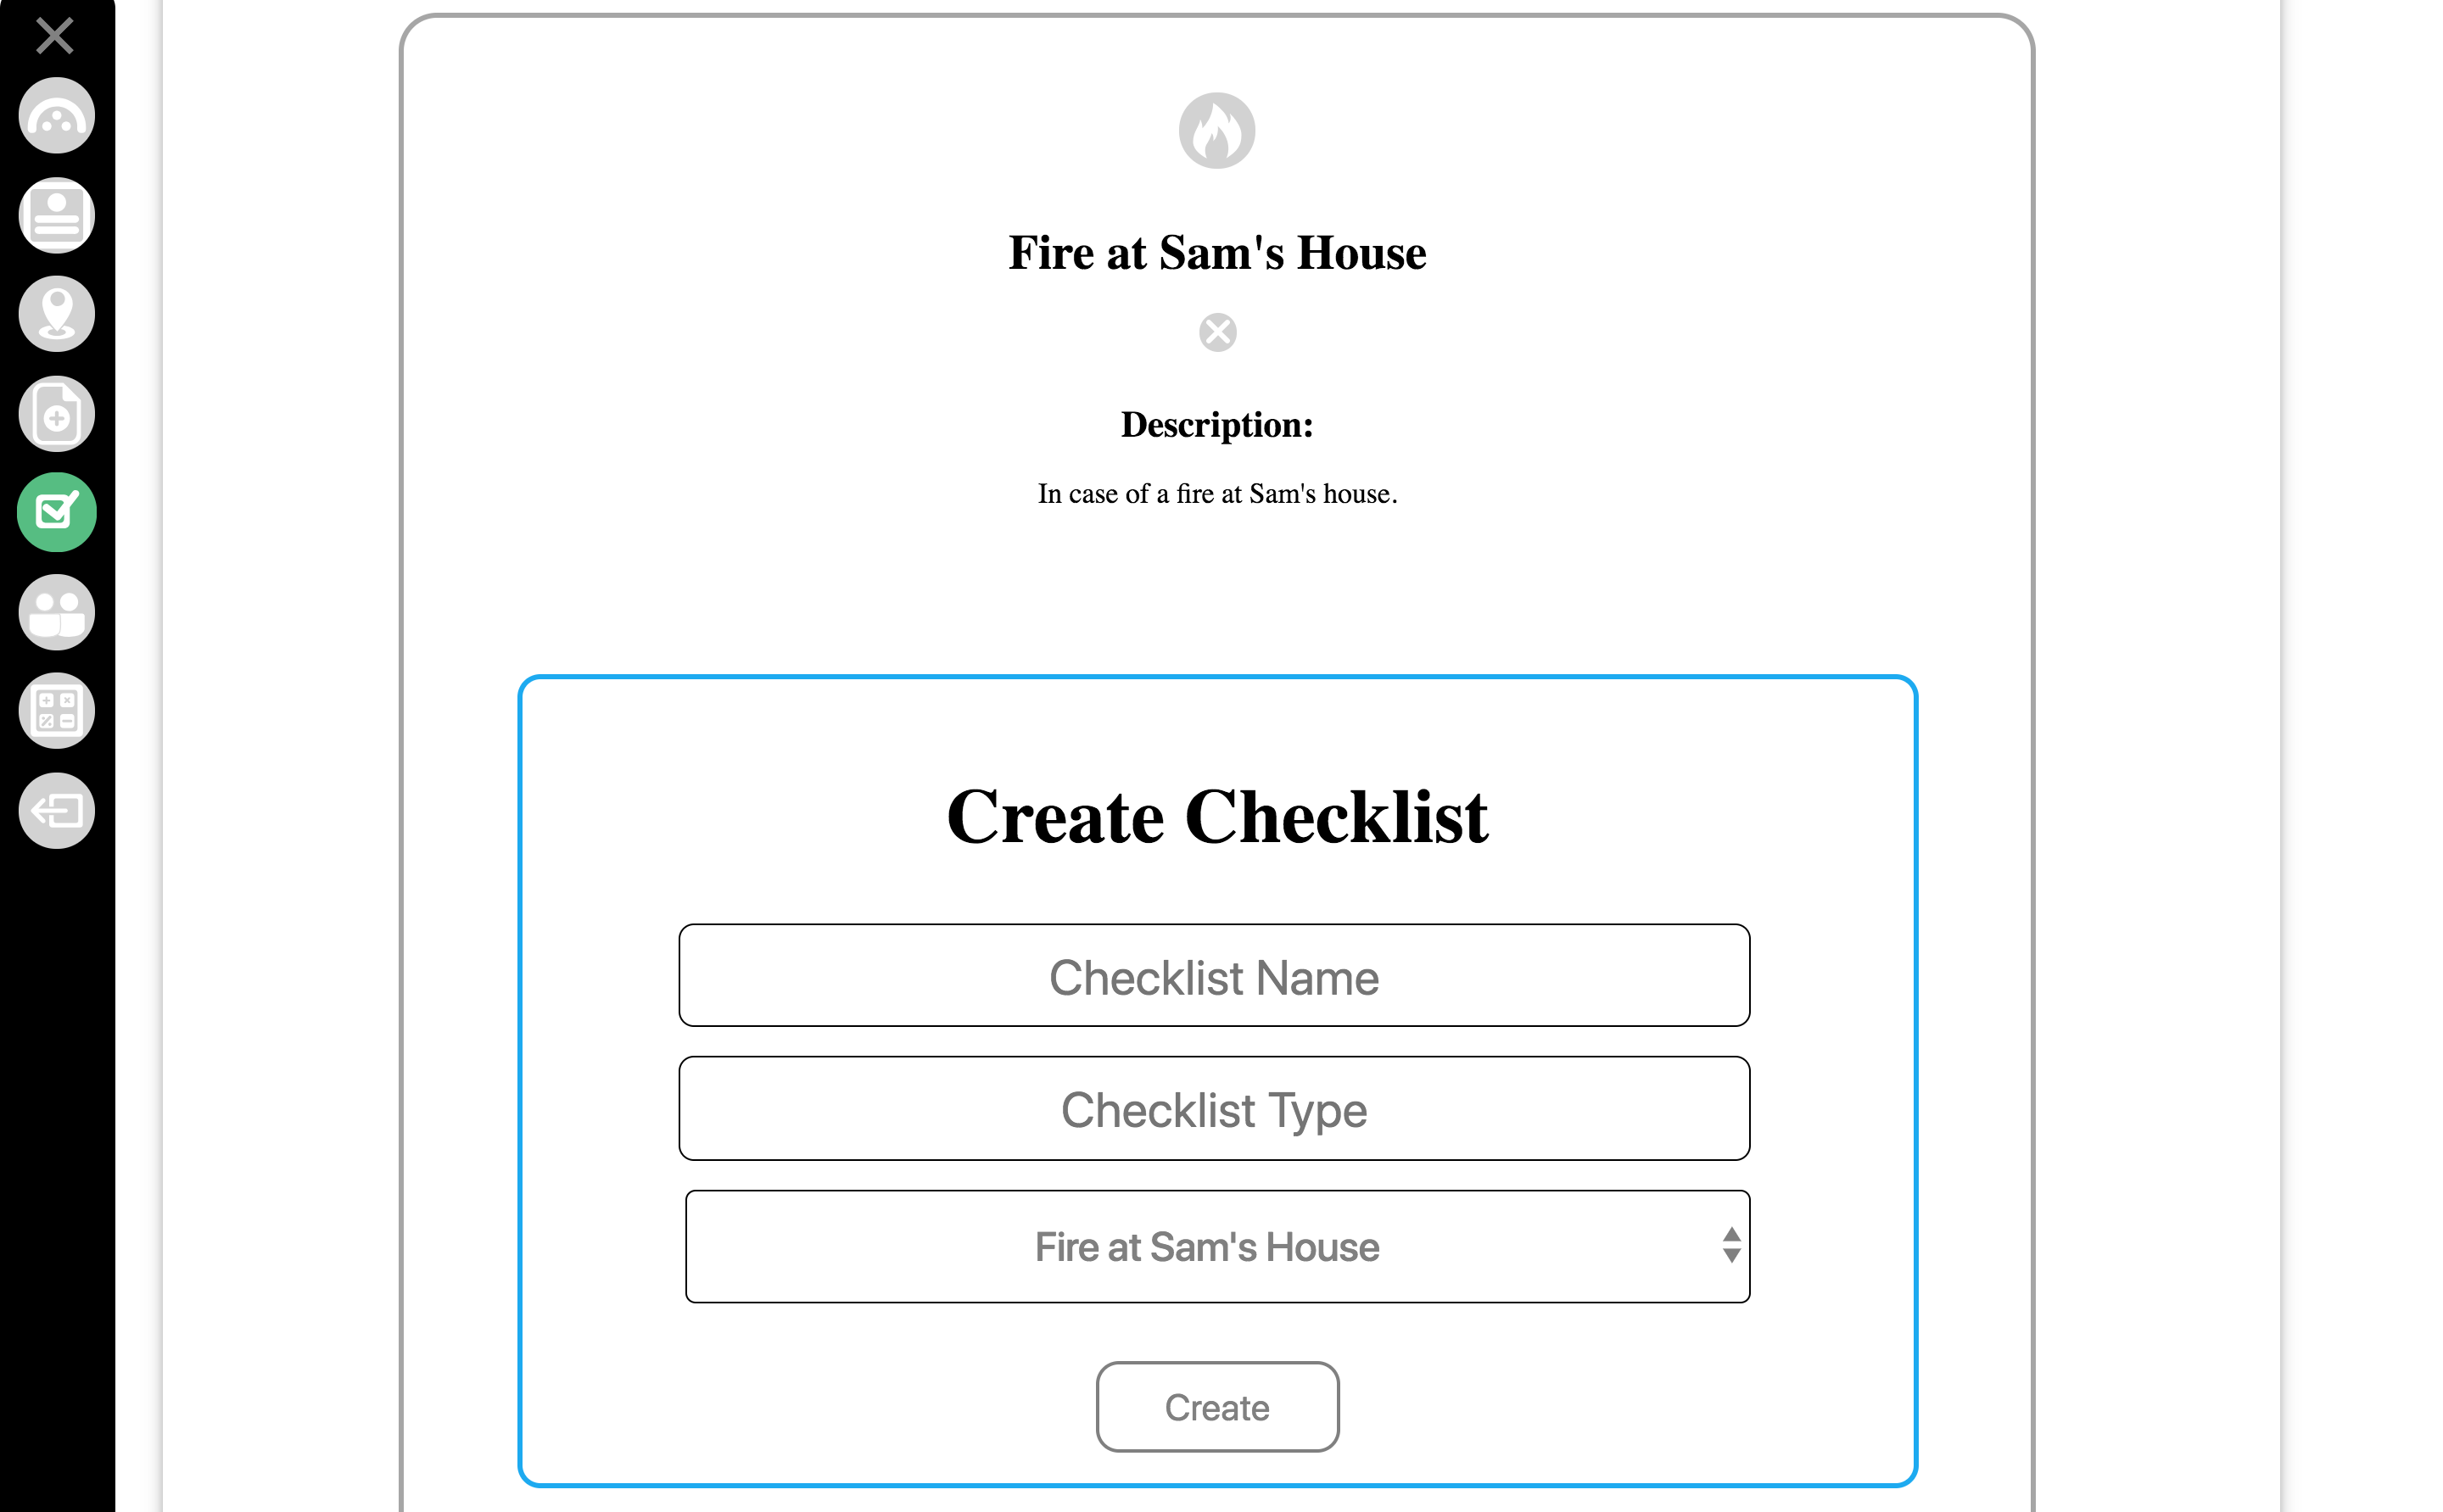 Fire at Sam's House
Description:
In case of a fire at Sam's house.
Create Checklist
Checklist Name
Checklist Type
Fire at Sam's House
Create